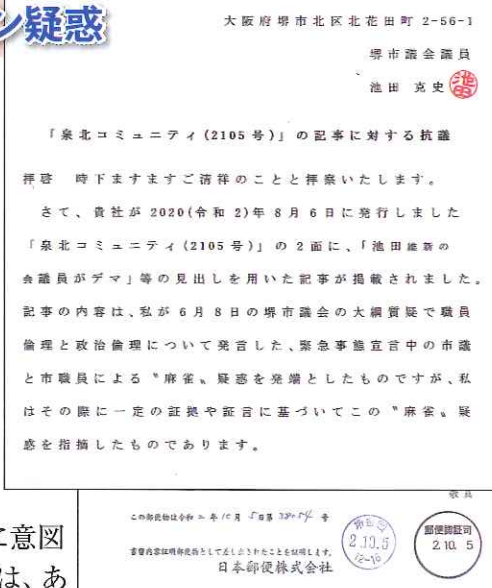 ン疑惑
大阪府堺市北区北花田町 2-56-1
堺市議会議員
池田 克史
「泉北コミュニティ(2105号)」の記事に対する抗議
拝啓 時下ますますご清祥のことと拝察いたします。
さて、貴社が 2020(令和 2)年 8 月 6 日に発行しました
「泉北コミュニティ(2105号)」の 2 面に、「池田維新の
会議員がデマ」等の見出しを用いた記事が掲載されました。
記事の内容は、私が 6 月 8 日の堺市議会の大綱質疑で職員
倫理と政治倫理について発言した、緊急事態宣言中の市議
と市職員による〝麻雀〟疑惑を発端としたものですが、私
はその際に一定の証拠や証言に基づいてこの〝麻雀〟疑
惑を指摘したものであります。
敬具
この郵便物は令和 二 年 10 月 5 日第 号
書留内容証明郵便物として差し出されたことを証明します。
日本郵便株式会社
2.10.5
12-18
郵便認証司
2.10.5
に意図
は、あ